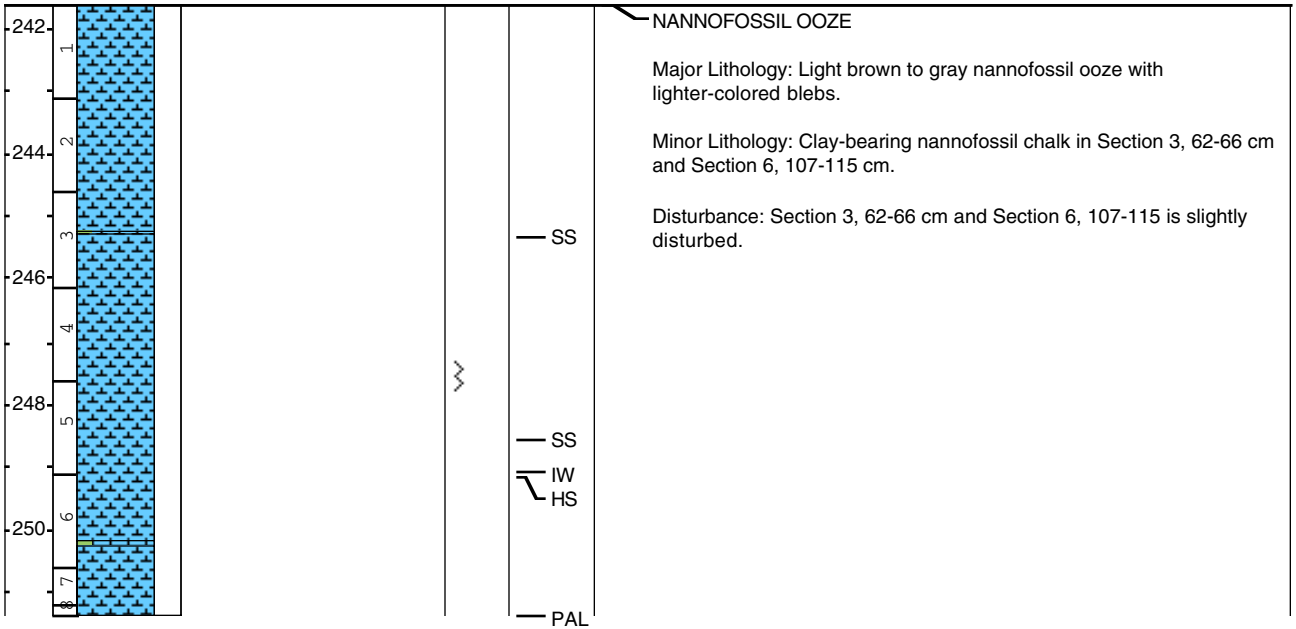 NANNOFOSSIL OOZE
Major Lithology: Light brown to gray nannofossil ooze with
lighter-colored blebs.
Minor Lithology: Clay-bearing nannofossil chalk in Section 3, 62-66 cm
and Section 6, 107-115 cm.
Disturbance: Section 3, 62-66 cm and Section 6, 107-115 is slightly
disturbed.
242
244
246
248
250
1
2
3
4
5
6
7
8
SS
SS
IW
HS
PAL